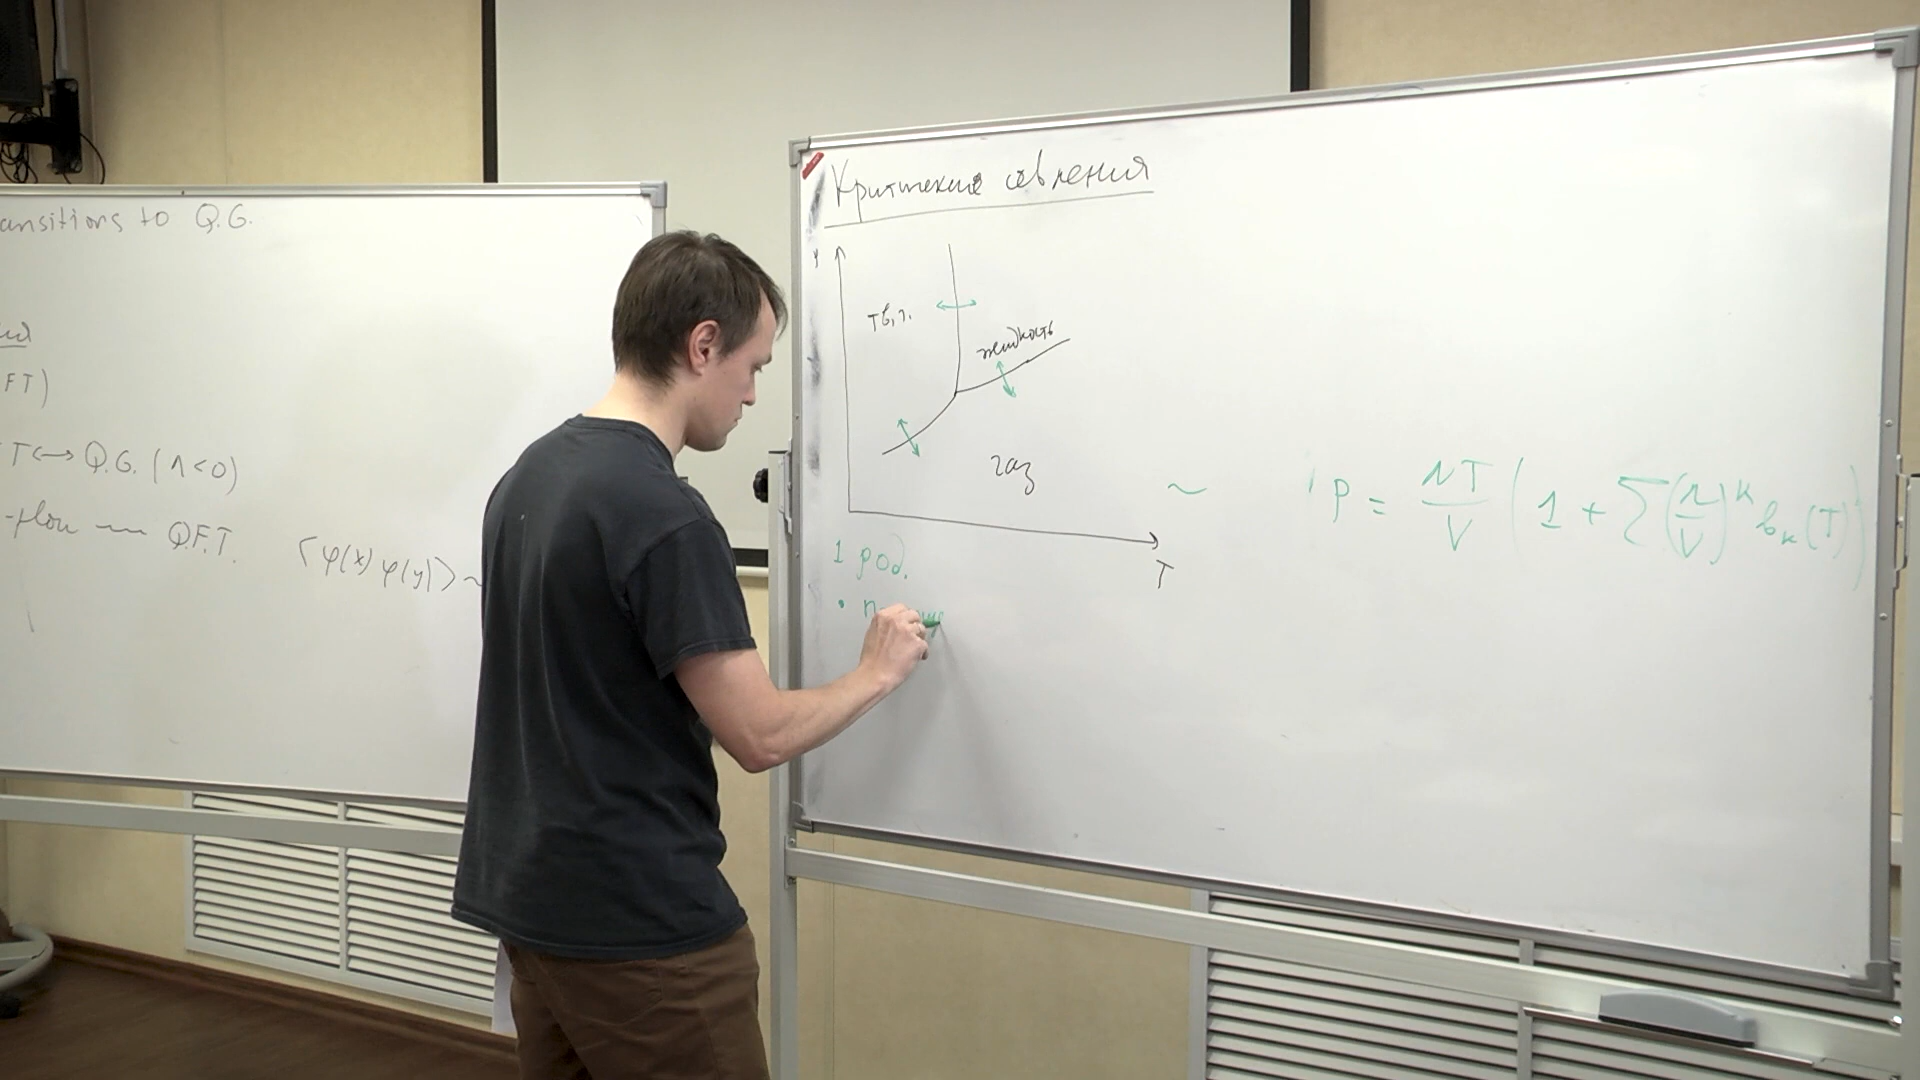 ansitions to Q.G.
FT)
T ⟷ Q.G. (Λ<0)
-flow — Q.F.T.
⟨φ(x) φ(y)⟩ ~
Критические явления
тв. т.
жидкость
газ
T
~
P = NT/V (1 + Σ (N/V)^k b_k(T))
1 род.